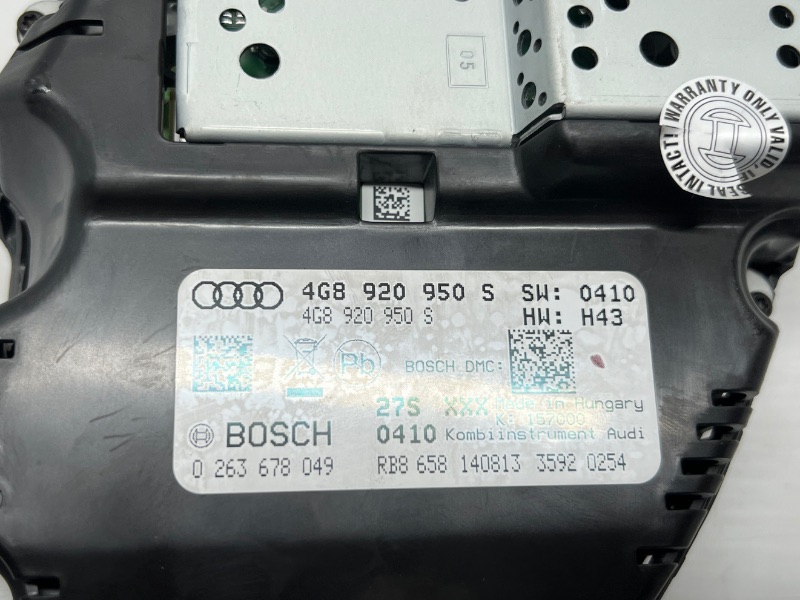 05
WARRANTY ONLY VALID, IF SEAL INTACT!
4G8 920 950 S SW: 0410
4G8 920 950 S HW: H43
Pb BOSCH DMC:
27S XXX Made in Hungary
K: 157000
BOSCH 0410 Kombiinstrument Audi
0 263 678 049 RB8 658 140813 3592 0254